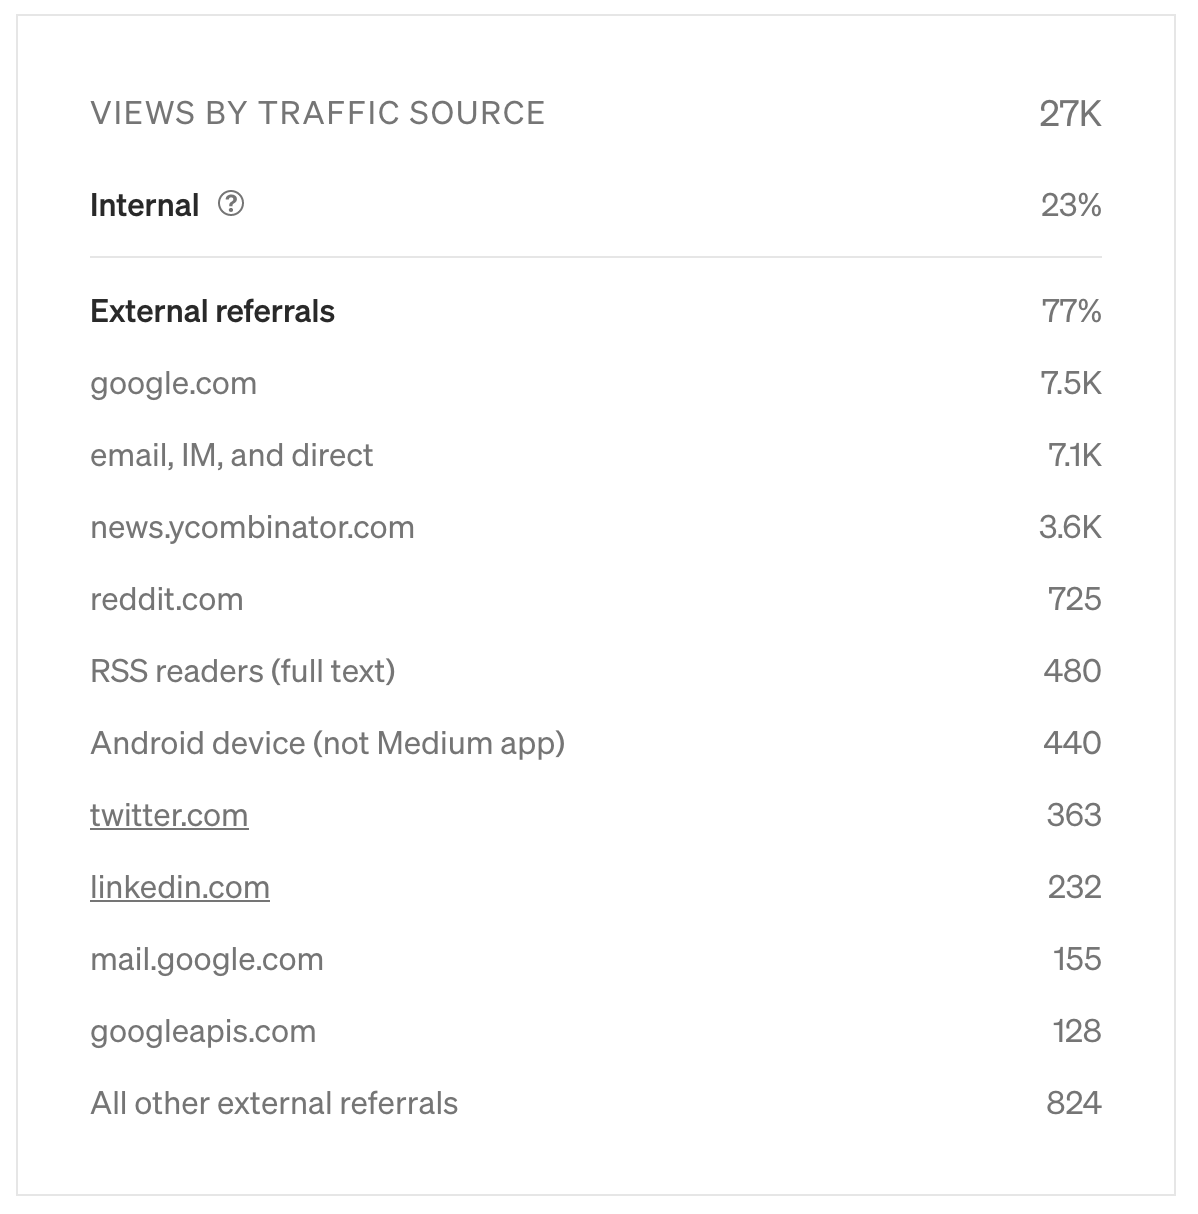 VIEWS BY TRAFFIC SOURCE 27K
Internal ? 23%
External referrals 77%
google.com 7.5K
email, IM, and direct 7.1K
news.ycombinator.com 3.6K
reddit.com 725
RSS readers (full text) 480
Android device (not Medium app) 440
twitter.com 363
linkedin.com 232
mail.google.com 155
googleapis.com 128
All other external referrals 824